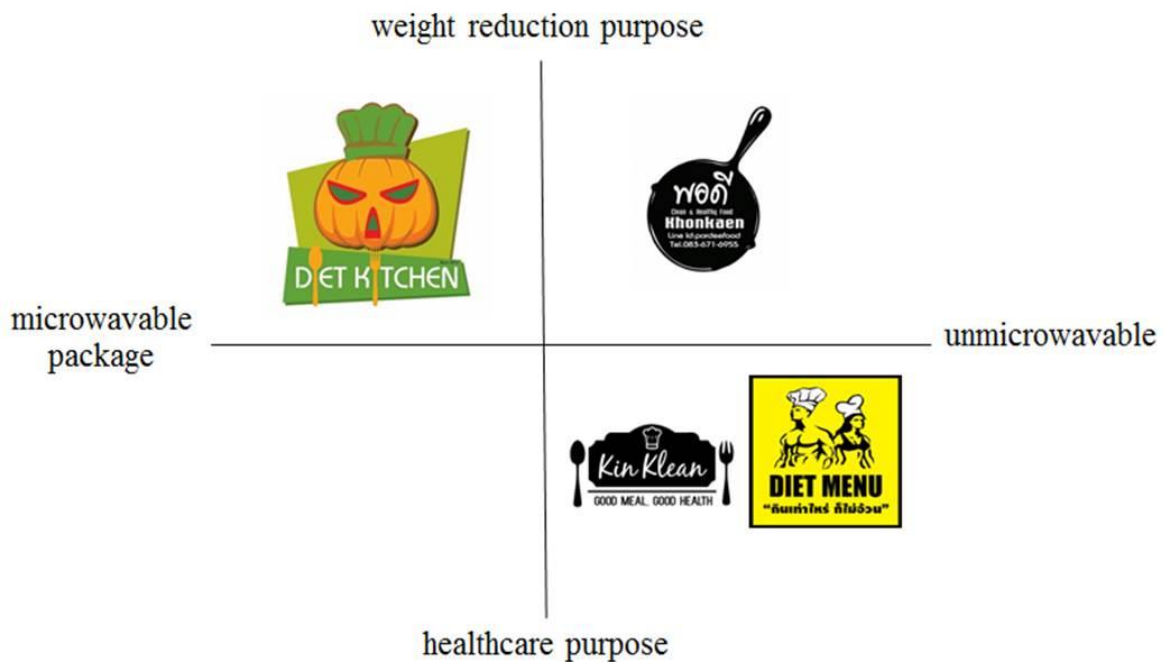 weight reduction purpose
DIET KITCHEN
พอดี
Clean & Healthy Food
Khonkaen
Line Id:pordeefood
Tel.083-671-6955
microwavable
package
unmicrowavable
Kin Klean
GOOD MEAL. GOOD HEALTH
DIET MENU
“กินเท่าไหร่ ก็ไม่อ้วน”
healthcare purpose